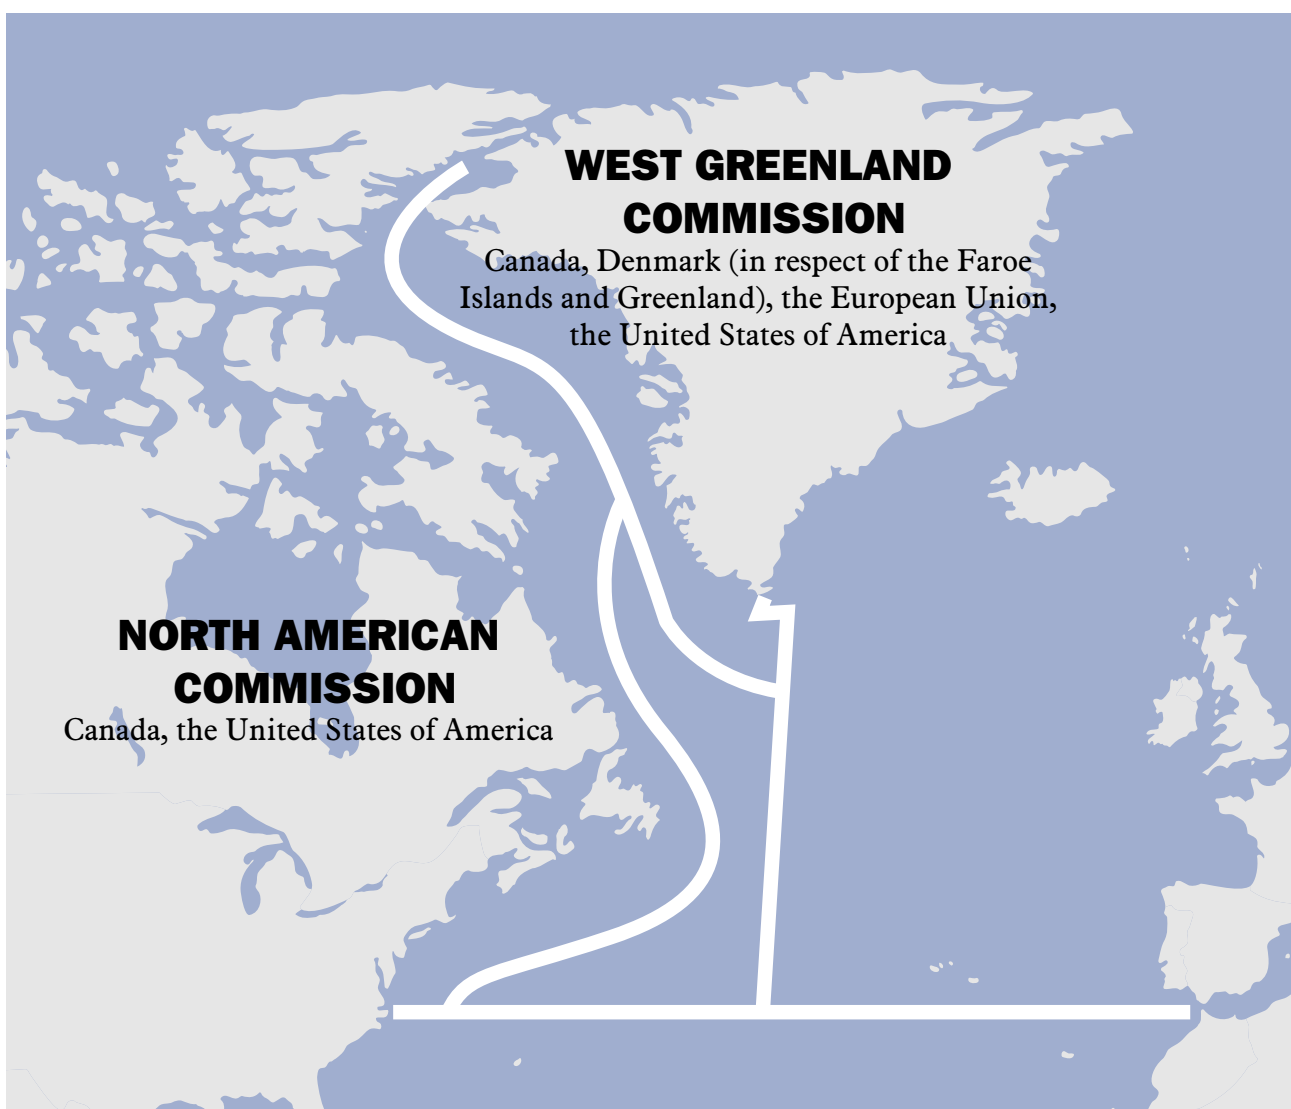 WEST GREENLAND
COMMISSION
Canada, Denmark (in respect of the Faroe
Islands and Greenland), the European Union,
the United States of America
NORTH AMERICAN
COMMISSION
Canada, the United States of America